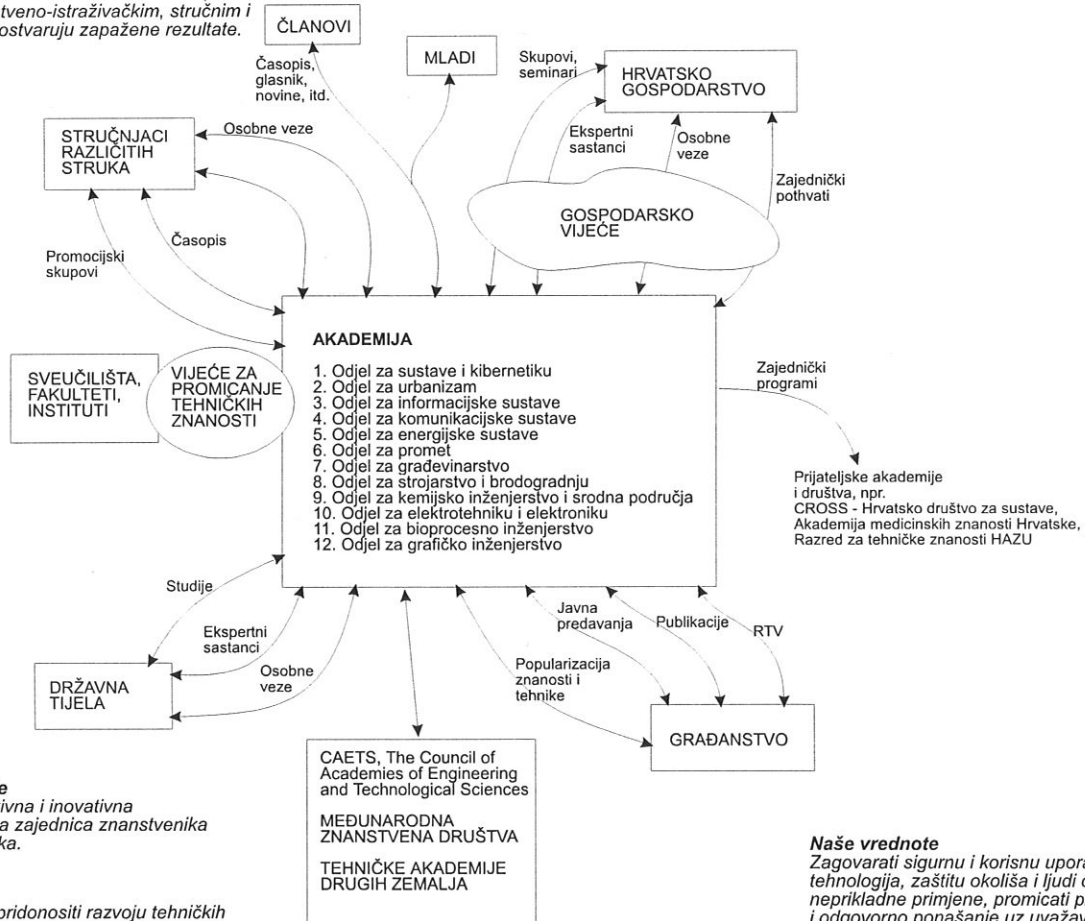 ostvaruju zapažene rezultate.
stručnim i
ČLANOVI
MLADI
Časopis,
glasnik,
novine, itd.
Skupovi,
seminari
HRVATSKO
GOSPODARSTVO
STRUČNJACI
RAZLIČITIH
STRUKA
Osobne veze
Ekspertni
sastanci
Osobne
veze
Zajednički
pothvati
GOSPODARSKO
VIJEĆE
Časopis
Promocijski
skupovi
SVEUČILIŠTA,
FAKULTETI,
INSTITUTI
VIJEĆE ZA
PROMICANJE
TEHNIČKIH
ZNANOSTI
AKADEMIJA
1. Odjel za sustave i kibernetiku
2. Odjel za urbanizam
3. Odjel za informacijske sustave
4. Odjel za komunikacijske sustave
5. Odjel za energijske sustave
6. Odjel za promet
7. Odjel za građevinarstvo
8. Odjel za strojarstvo i brodogradnju
9. Odjel za kemijsko inženjerstvo i srodna područja
10. Odjel za elektrotehniku i elektroniku
11. Odjel za bioprocesno inženjerstvo
12. Odjel za grafičko inženjerstvo
Zajednički
programi
Prijateljske akademije
i društva, npr.
CROSS - Hrvatsko društvo za sustave,
Akademija medicinskih znanosti Hrvatske,
Razred za tehničke znanosti HAZU
Studije
Ekspertni
sastanci
Osobne
veze
DRŽAVNA
TIJELA
Javna
predavanja
Publikacije
RTV
Popularizacija
znanosti i
tehnike
GRAĐANSTVO
CAETS, The Council of
Academies of Engineering
and Technological Sciences
MEĐUNARODNA
ZNANSTVENA DRUŠTVA
TEHNIČKE AKADEMIJE
DRUGIH ZEMALJA
i inovativna
zajednica znanstvenika
pridonositi razvoju tehničkih
Naše vrednote
Zagovarati sigurnu i korisnu
tehnologija, zaštitu okoliša i ljudi
neprikladne primjene, promicati
i odgovorno ponašanje uz